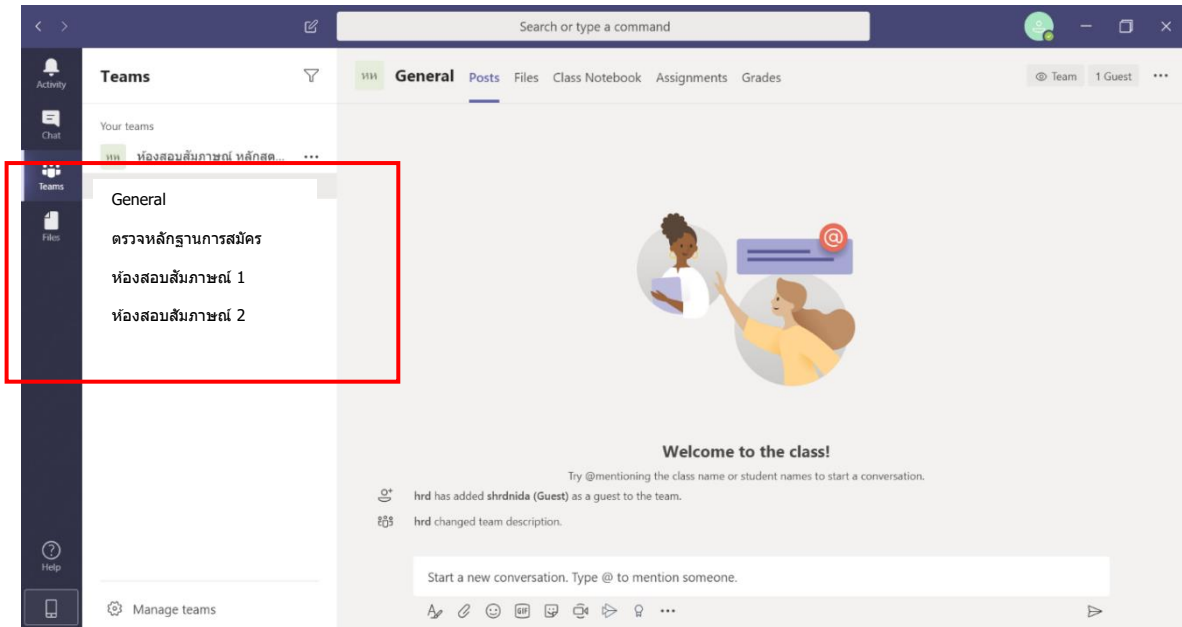 Search or type a command
Activity
Chat
Teams
Files
Help
Teams
Your teams
หห ห้องสอบสัมภาษณ์ หลักสูต...
General
ตรวจหลักฐานการสมัคร
ห้องสอบสัมภาษณ์ 1
ห้องสอบสัมภาษณ์ 2
Manage teams
หห General Posts Files Class Notebook Assignments Grades
Team 1 Guest
@
Welcome to the class!
Try @mentioning the class name or student names to start a conversation.
hrd has added shrdnida (Guest) as a guest to the team.
hrd changed team description.
Start a new conversation. Type @ to mention someone.
GIF